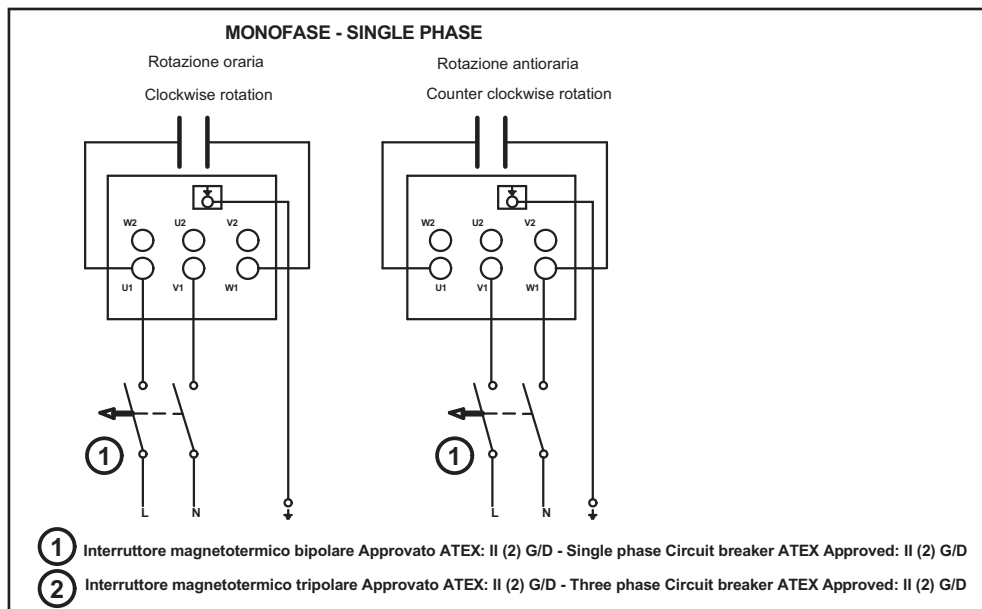 MONOFASE - SINGLE PHASE
Rotazione oraria
Clockwise rotation
W2 U2 V2
U1 V1 W1
1
L N
Rotazione antioraria
Counter clockwise rotation
W2 U2 V2
U1 V1 W1
1
L N
1 Interruttore magnetotermico bipolare Approvato ATEX: II (2) G/D - Single phase Circuit breaker ATEX Approved: II (2) G/D
2 Interruttore magnetotermico tripolare Approvato ATEX: II (2) G/D - Three phase Circuit breaker ATEX Approved: II (2) G/D